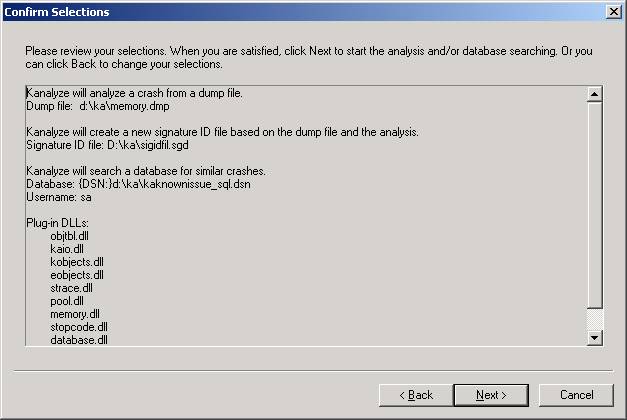 Confirm Selections
Please review your selections. When you are satisfied, click Next to start the analysis and/or database searching. Or you
can click Back to change your selections.
Kanalyze will analyze a crash from a dump file.
Dump file: d:\ka\memory.dmp
Kanalyze will create a new signature ID file based on the dump file and the analysis.
Signature ID file: D:\ka\sigidfil.sgd
Kanalyze will search a database for similar crashes.
Database: {DSN:}d:\ka\kaknownissue_sql.dsn
Username: sa
Plug-in DLLs:
objtbl.dll
kaio.dll
kobjects.dll
eobjects.dll
strace.dll
pool.dll
memory.dll
stopcode.dll
database.dll
< Back
Next >
Cancel